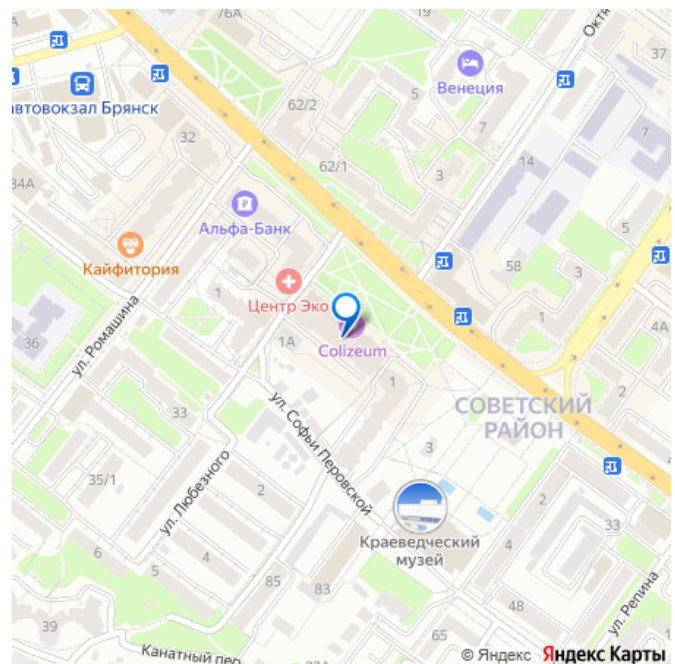 76А
37
Октя
автовокзал Брянск
Венеция
62/2
5
7
7
32
62/1
3
14
34А
Альфа-Банк
5
Кайфитория
58
3
Центр Эко
1
1
4А
36
ул. Ромашина
1А
Colizeum
1
СОВЕТСКИЙ
РАЙОН
33
ул. Софьи Перовской
3
35/1
ул. Любезного
2
2
33
Краеведческий
музей
6
5
4
2
85
83
48
ул. Репина
39
65
Канатный пер
© Яндекс Яндекс Карты